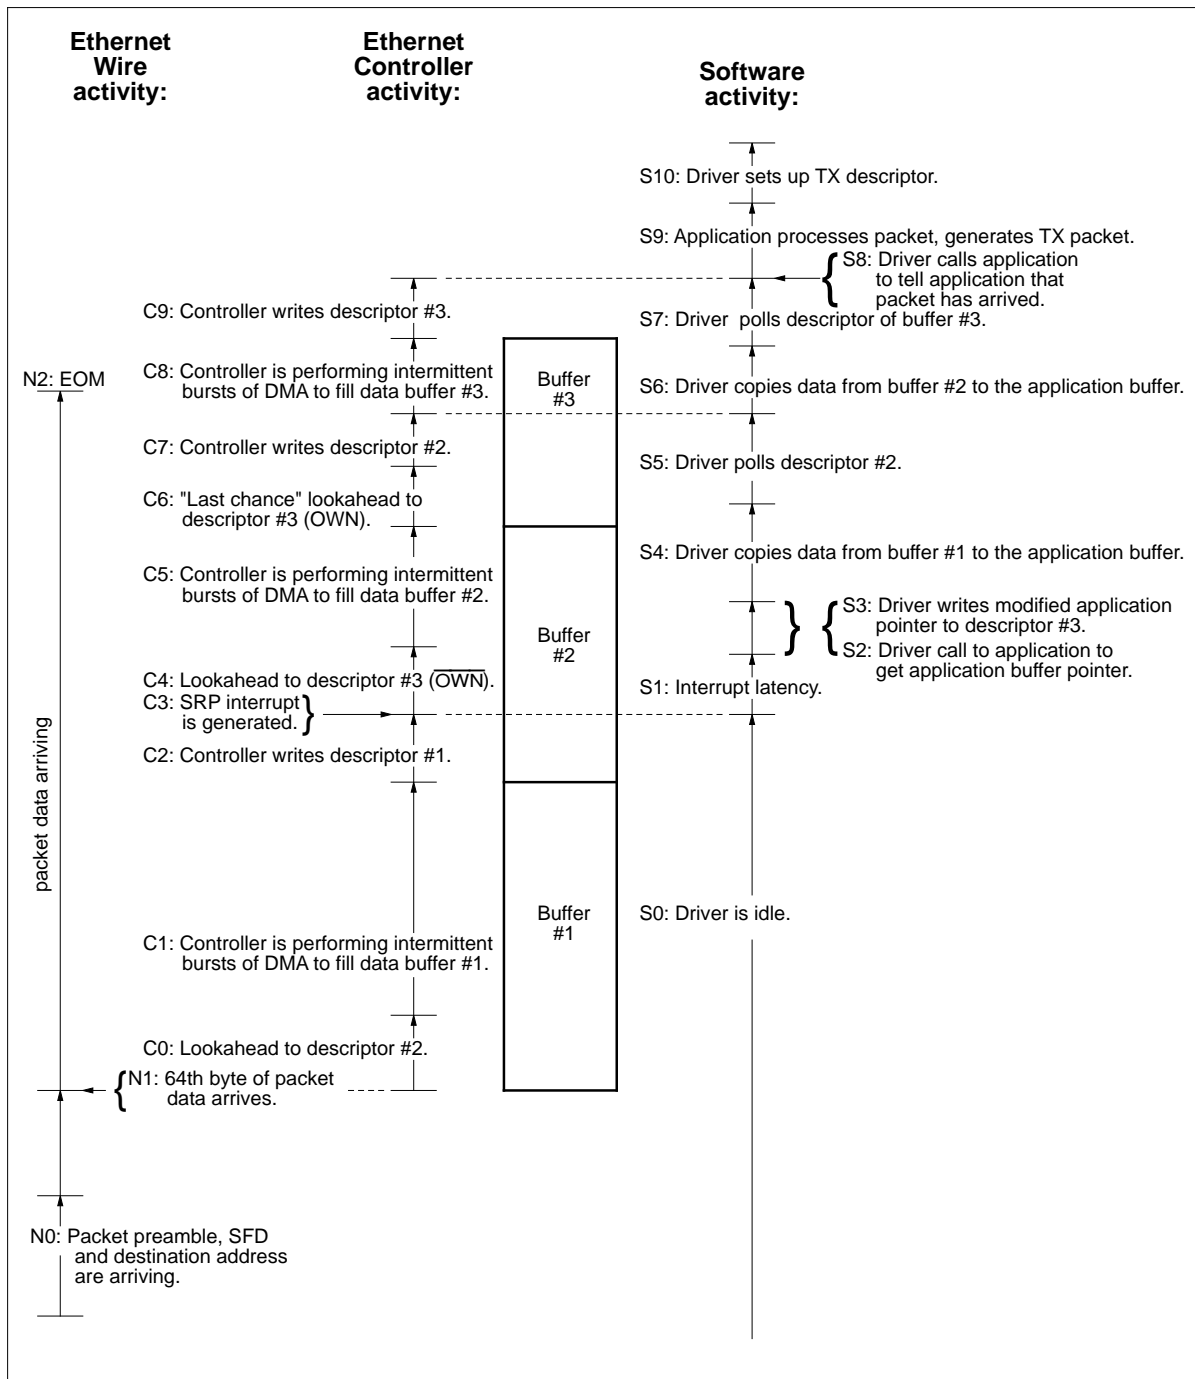 Ethernet
Wire
activity:
Ethernet
Controller
activity:
Software
activity:
S10: Driver sets up TX descriptor.
S9: Application processes packet, generates TX packet.
S8: Driver calls application
to tell application that
packet has arrived.
C9: Controller writes descriptor #3.
S7: Driver polls descriptor of buffer #3.
N2: EOM
C8: Controller is performing intermittent
bursts of DMA to fill data buffer #3.
Buffer
#3
S6: Driver copies data from buffer #2 to the application buffer.
C7: Controller writes descriptor #2.
S5: Driver polls descriptor #2.
C6: "Last chance" lookahead to
descriptor #3 (OWN).
S4: Driver copies data from buffer #1 to the application buffer.
C5: Controller is performing intermittent
bursts of DMA to fill data buffer #2.
S3: Driver writes modified application
pointer to descriptor #3.
Buffer
#2
S2: Driver call to application to
get application buffer pointer.
C4: Lookahead to descriptor #3 (O̅W̅N̅).
S1: Interrupt latency.
C3: SRP interrupt
is generated.
C2: Controller writes descriptor #1.
packet data arriving
Buffer
#1
S0: Driver is idle.
C1: Controller is performing intermittent
bursts of DMA to fill data buffer #1.
C0: Lookahead to descriptor #2.
N1: 64th byte of packet
data arrives.
N0: Packet preamble, SFD
and destination address
are arriving.